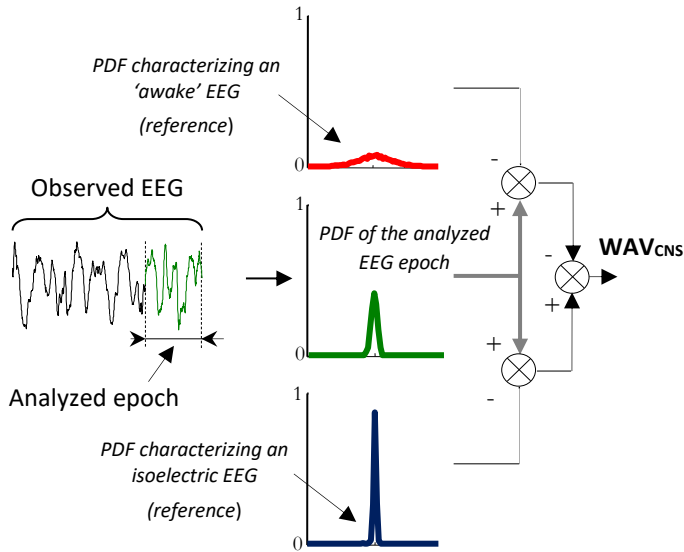 1
PDF characterizing an
‘awake’ EEG
(reference)
0
-
Observed EEG
+
1
PDF of the analyzed
EEG epoch
-
WAVCNS
+
0
+
Analyzed epoch
-
1
PDF characterizing an
isoelectric EEG
(reference)
0